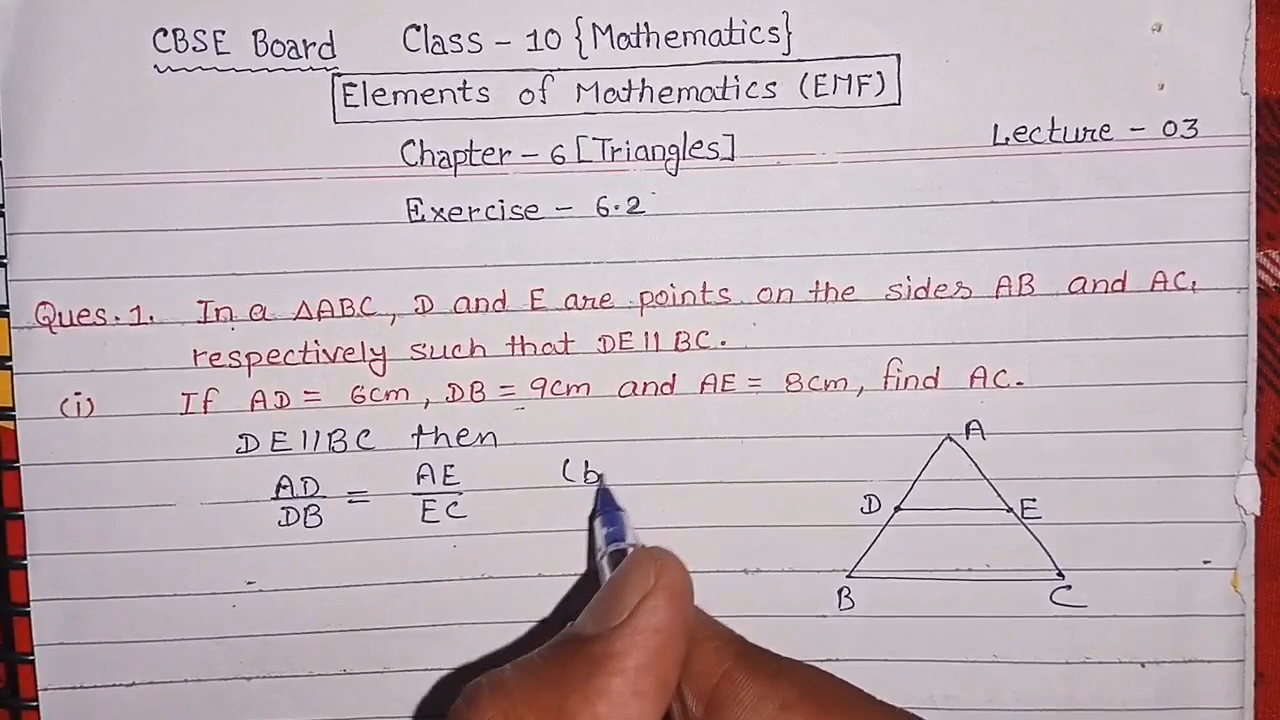 CBSE Board Class - 10 {Mathematics}
Elements of Mathematics (EMF)
Chapter - 6 [Triangles]
Lecture - 03
Exercise - 6.2
Ques. 1. In a △ABC, D and E are points on the sides AB and AC,
respectively such that DE || BC.
(i) If AD = 6cm, DB = 9cm and AE = 8cm, find AC.
DE || BC then
AD/DB = AE/EC (b
A
D E
B C